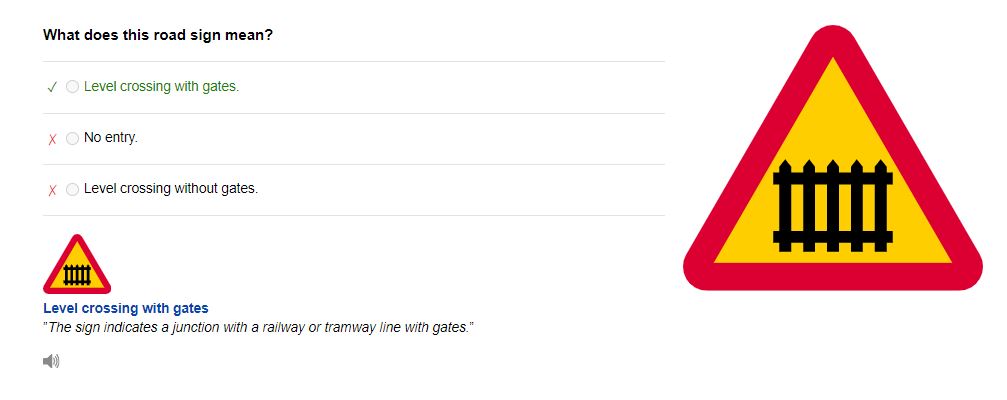 What does this road sign mean?
Level crossing with gates.
No entry.
Level crossing without gates.
Level crossing with gates
"The sign indicates a junction with a railway or tramway line with gates."